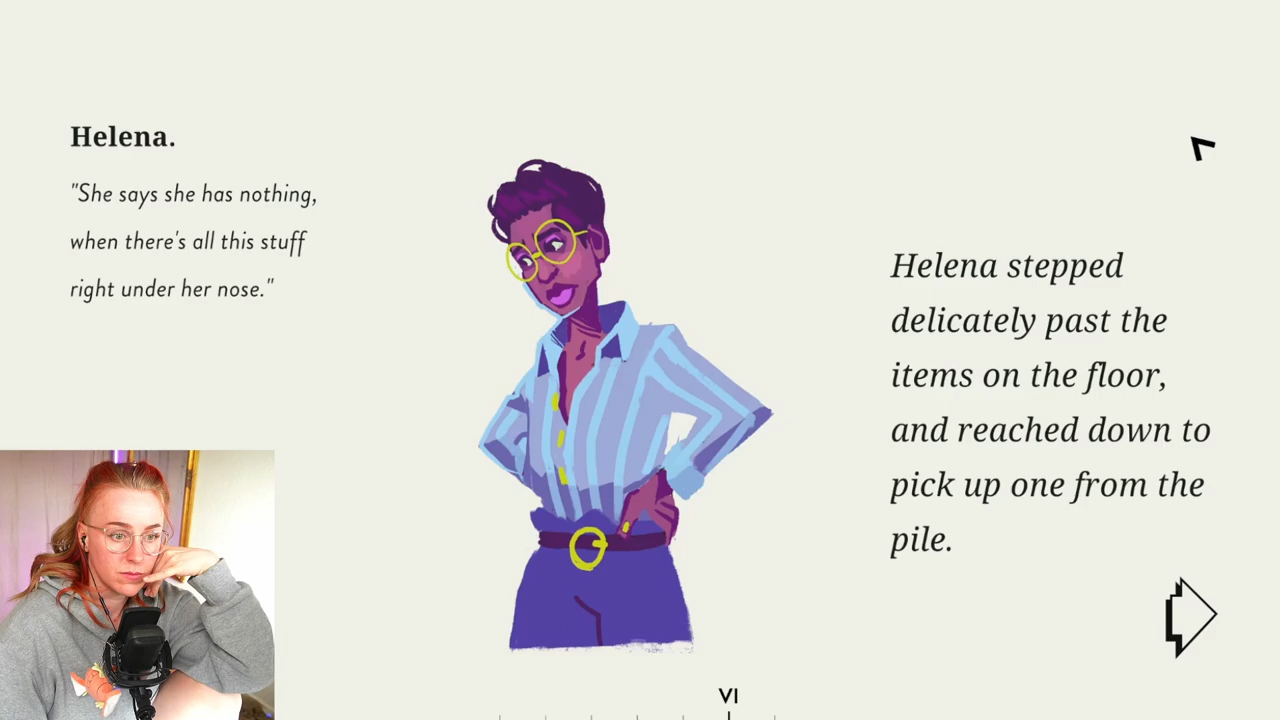 Helena.
"She says she has nothing,
when there's all this stuff
right under her nose."
Helena stepped
delicately past the
items on the floor,
and reached down to
pick up one from the
pile.
VI